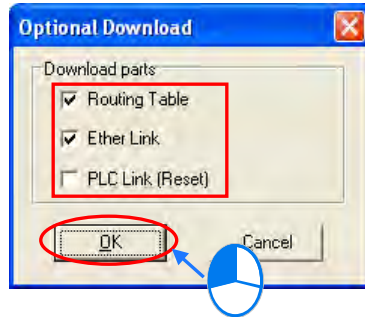 Optional Download
Download parts
Routing Table
Ether Link
PLC Link (Reset)
OK
Cancel